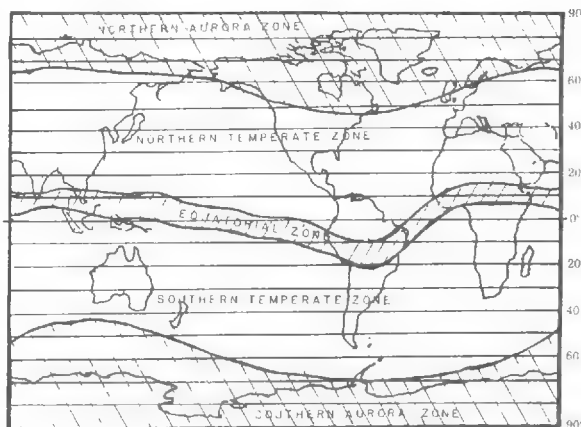 90°
NORTHERN AURORA ZONE
60°
40
NORTHERN TEMPERATE ZONE
20
EQUATORIAL ZONE
0°
20
SOUTHERN TEMPERATE ZONE
40
60°
SOUTHERN AURORA ZONE
90°